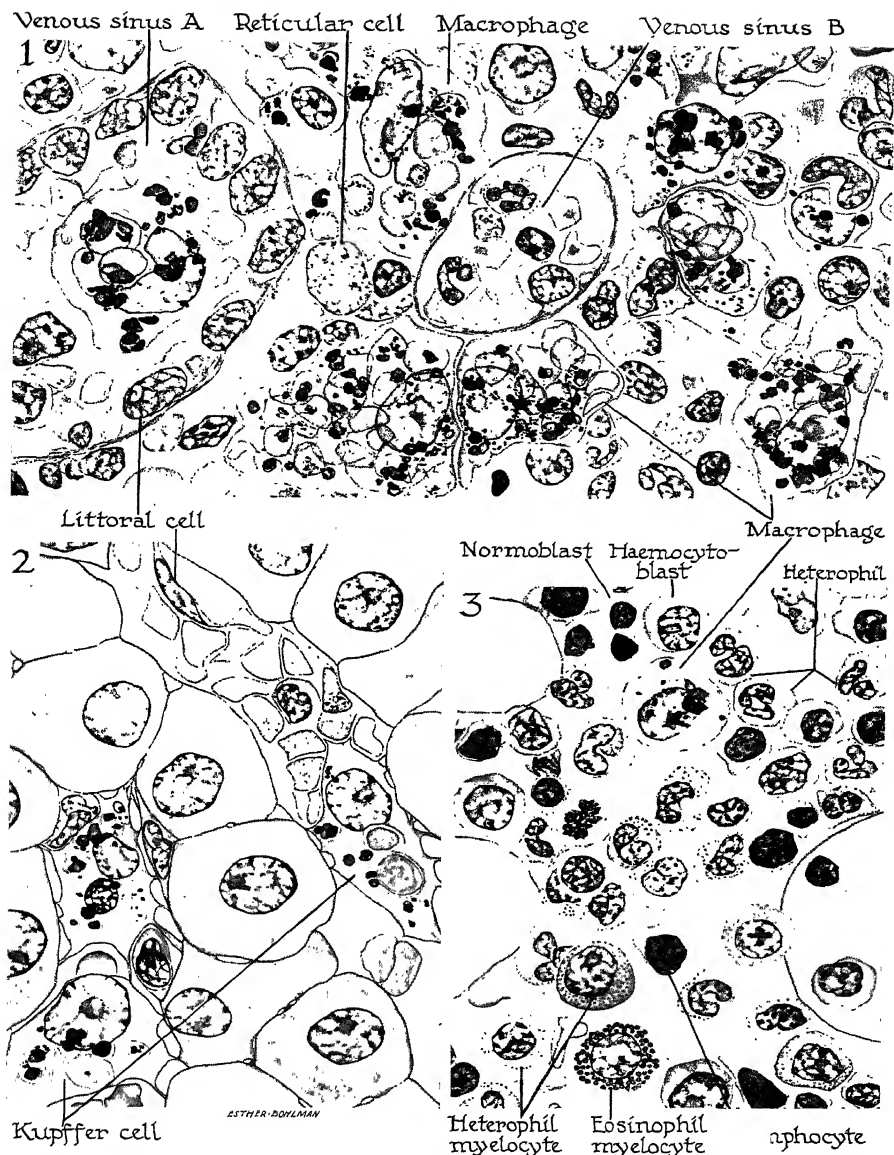 Venous sinus A Reticular cell Macrophage Venous sinus B
1
Littoral cell
Macrophage
2
Normoblast Haemocyto-
blast
Heterophil
3
ESTHER·BOHLMAN
Kupffer cell
Heterophil
myelocyte
Eosinophil
myelocyte
nphocyte